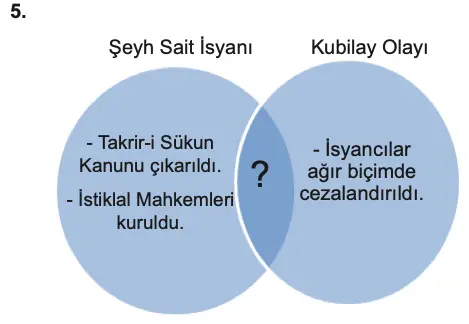 5.
Şeyh Sait İsyanı
Kubilay Olayı
- Takrir-i Sükun
Kanunu çıkarıldı.
- İstiklal Mahkemleri
kuruldu.
?
- İsyancılar
ağır biçimde
cezalandırıldı.